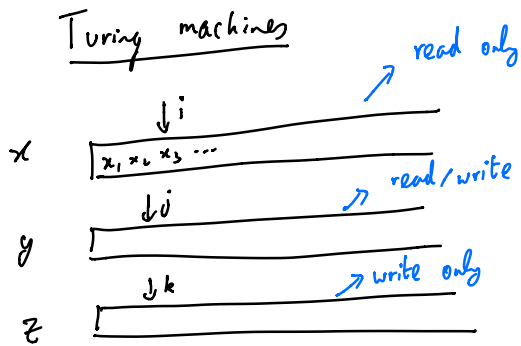 Turing machines
read only
↓i
x
x₁ x₂ x₃ ...
read/write
↓j
y
↓k
write only
z